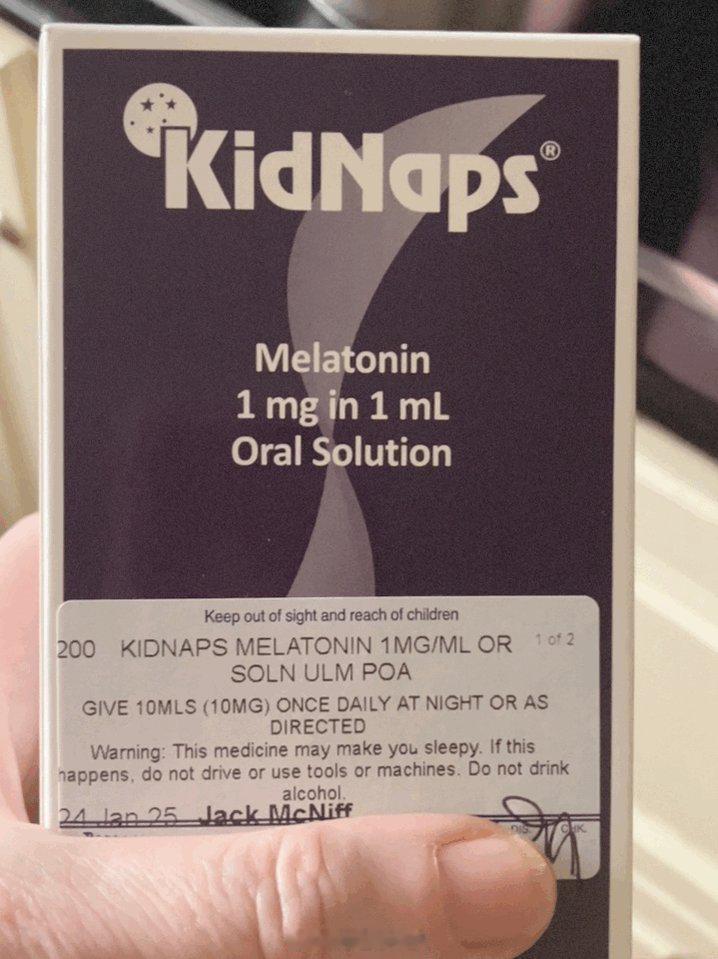 KidNaps®
Melatonin
1 mg in 1 mL
Oral Solution
Keep out of sight and reach of children
200 KIDNAPS MELATONIN 1MG/ML OR 1 of 2
SOLN ULM POA
GIVE 10MLS (10MG) ONCE DAILY AT NIGHT OR AS
DIRECTED
Warning: This medicine may make you sleepy. If this
happens, do not drive or use tools or machines. Do not drink
alcohol.
24 Jan 25 Jack McNiff
DIS. CHK.